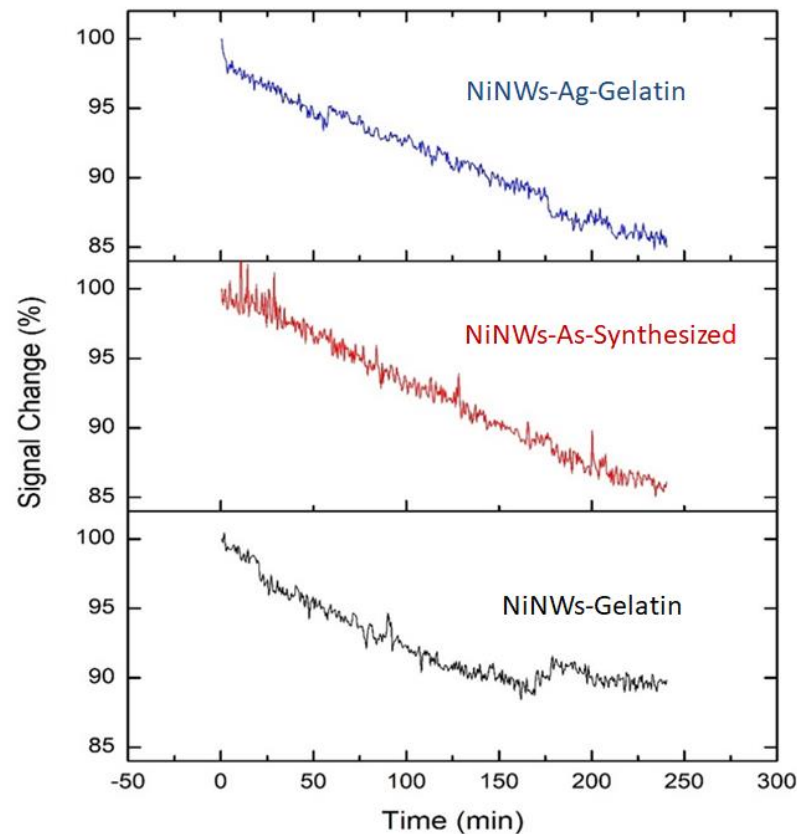 100
95
NiNWs-Ag-Gelatin
90
85
100
95
NiNWs-As-Synthesized
90
85
Signal Change (%)
100
95
NiNWs-Gelatin
90
85
-50 0 50 100 150 200 250 300
Time (min)